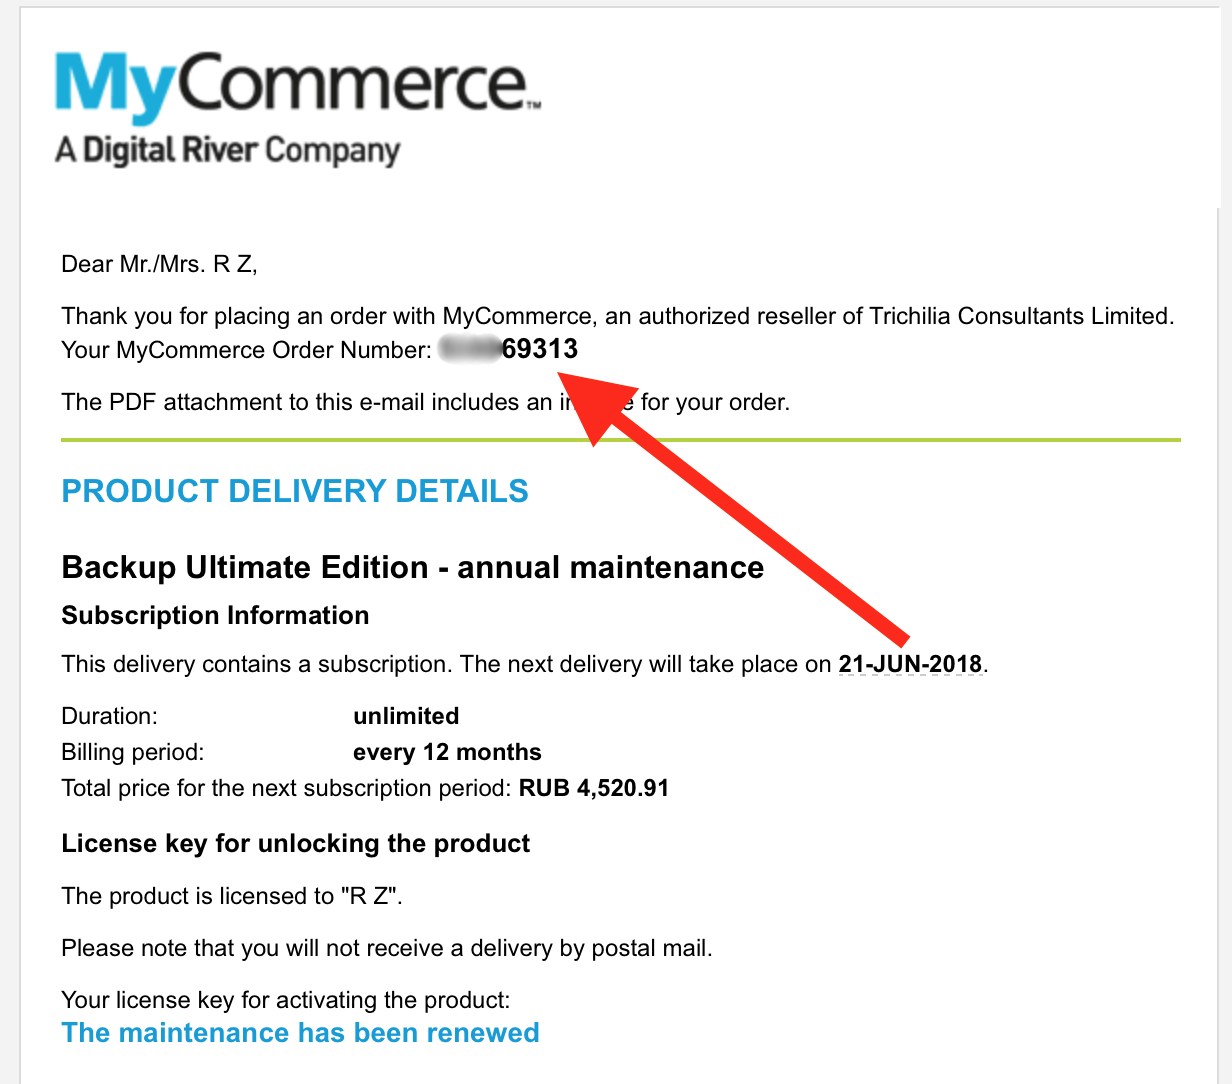 MyCommerce™
A Digital River Company
Dear Mr./Mrs. R Z,
Thank you for placing an order with MyCommerce, an authorized reseller of Trichilia Consultants Limited.
Your MyCommerce Order Number: 69313
The PDF attachment to this e-mail includes an for your order.
PRODUCT DELIVERY DETAILS
Backup Ultimate Edition - annual maintenance
Subscription Information
This delivery contains a subscription. The next delivery will take place on 21-JUN-2018.
Duration: unlimited
Billing period: every 12 months
Total price for the next subscription period: RUB 4,520.91
License key for unlocking the product
The product is licensed to "R Z".
Please note that you will not receive a delivery by postal mail.
Your license key for activating the product:
The maintenance has been renewed